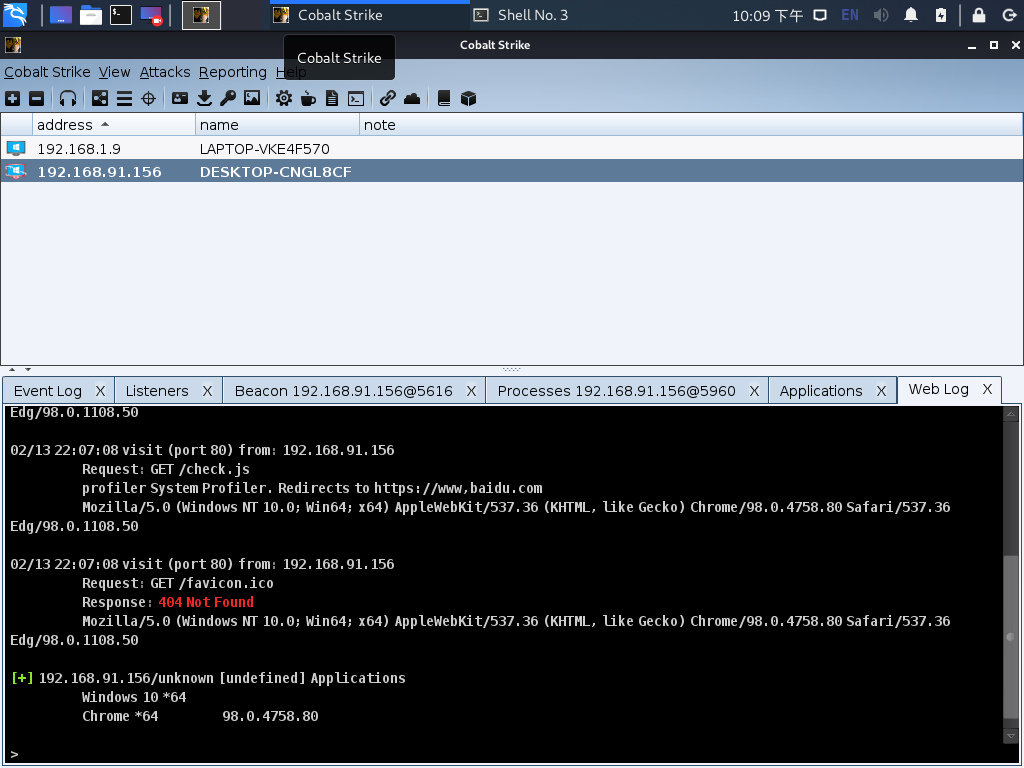 Cobalt Strike
Shell No. 3
10:09 下午
EN
Cobalt Strike
Cobalt Strike View Attacks Reporting Help
Cobalt Strike
address name note
192.168.1.9 LAPTOP-VKE4F570
192.168.91.156 DESKTOP-CNGL8CF
Event Log X Listeners X Beacon 192.168.91.156@5616 X Processes 192.168.91.156@5960 X Applications X Web Log X
Edg/98.0.1108.50
02/13 22:07:08 visit (port 80) from: 192.168.91.156
Request: GET /check.js
profiler System Profiler. Redirects to https://www,baidu.com
Mozilla/5.0 (Windows NT 10.0; Win64; x64) AppleWebKit/537.36 (KHTML, like Gecko) Chrome/98.0.4758.80 Safari/537.36
Edg/98.0.1108.50
02/13 22:07:08 visit (port 80) from: 192.168.91.156
Request: GET /favicon.ico
Response: 404 Not Found
Mozilla/5.0 (Windows NT 10.0; Win64; x64) AppleWebKit/537.36 (KHTML, like Gecko) Chrome/98.0.4758.80 Safari/537.36
Edg/98.0.1108.50
[+] 192.168.91.156/unknown [undefined] Applications
Windows 10 *64
Chrome *64 98.0.4758.80
>